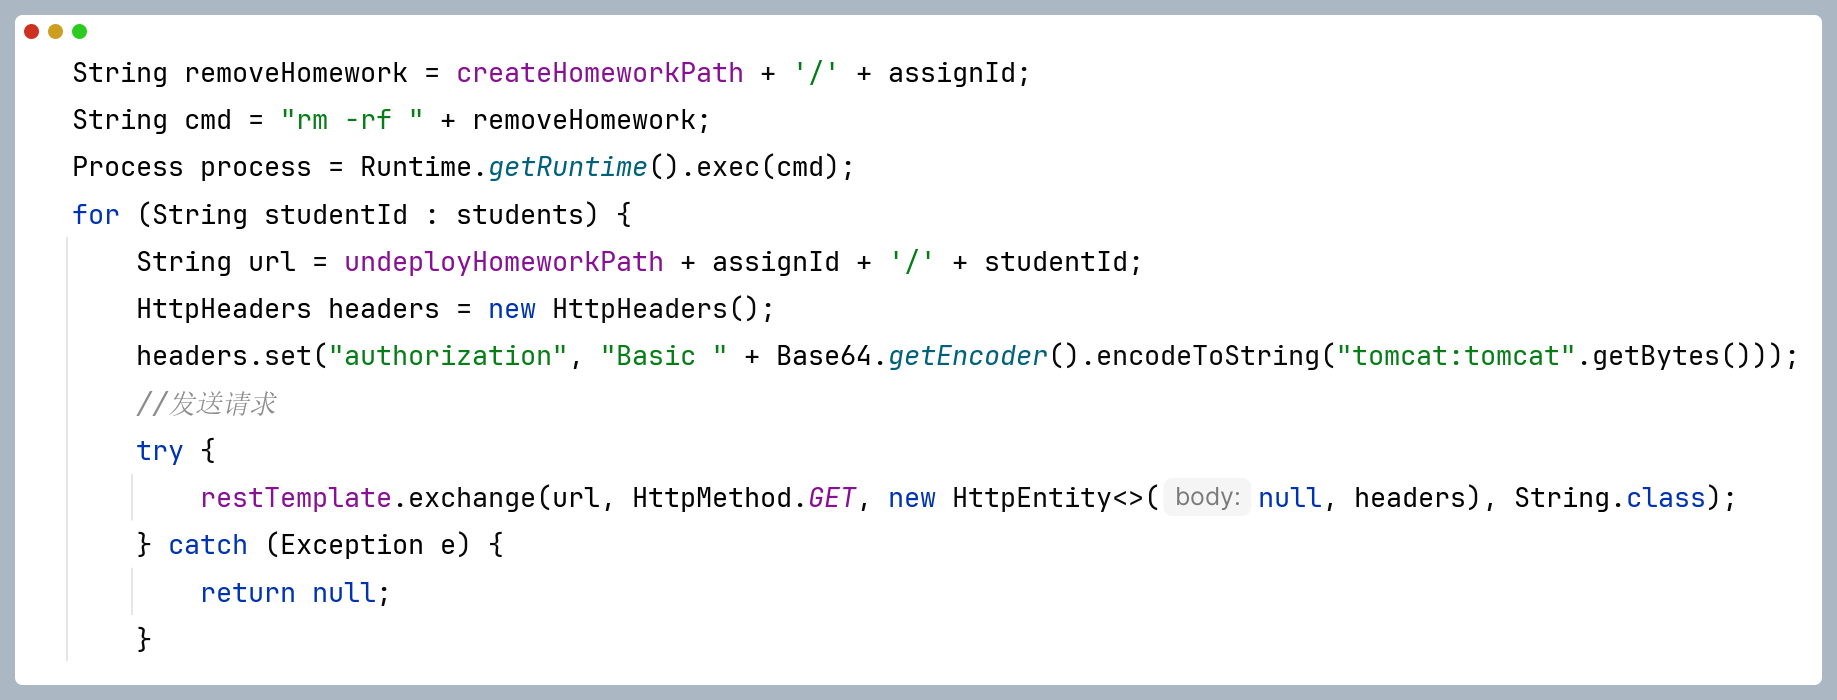 String removeHomework = createHomeworkPath + '/' + assignId;
String cmd = "rm -rf " + removeHomework;
Process process = Runtime.getRuntime().exec(cmd);
for (String studentId : students) {
String url = undeployHomeworkPath + assignId + '/' + studentId;
HttpHeaders headers = new HttpHeaders();
headers.set("authorization", "Basic " + Base64.getEncoder().encodeToString("tomcat:tomcat".getBytes()));
//发送请求
try {
restTemplate.exchange(url, HttpMethod.GET, new HttpEntity<>( body: null, headers), String.class);
} catch (Exception e) {
return null;
}